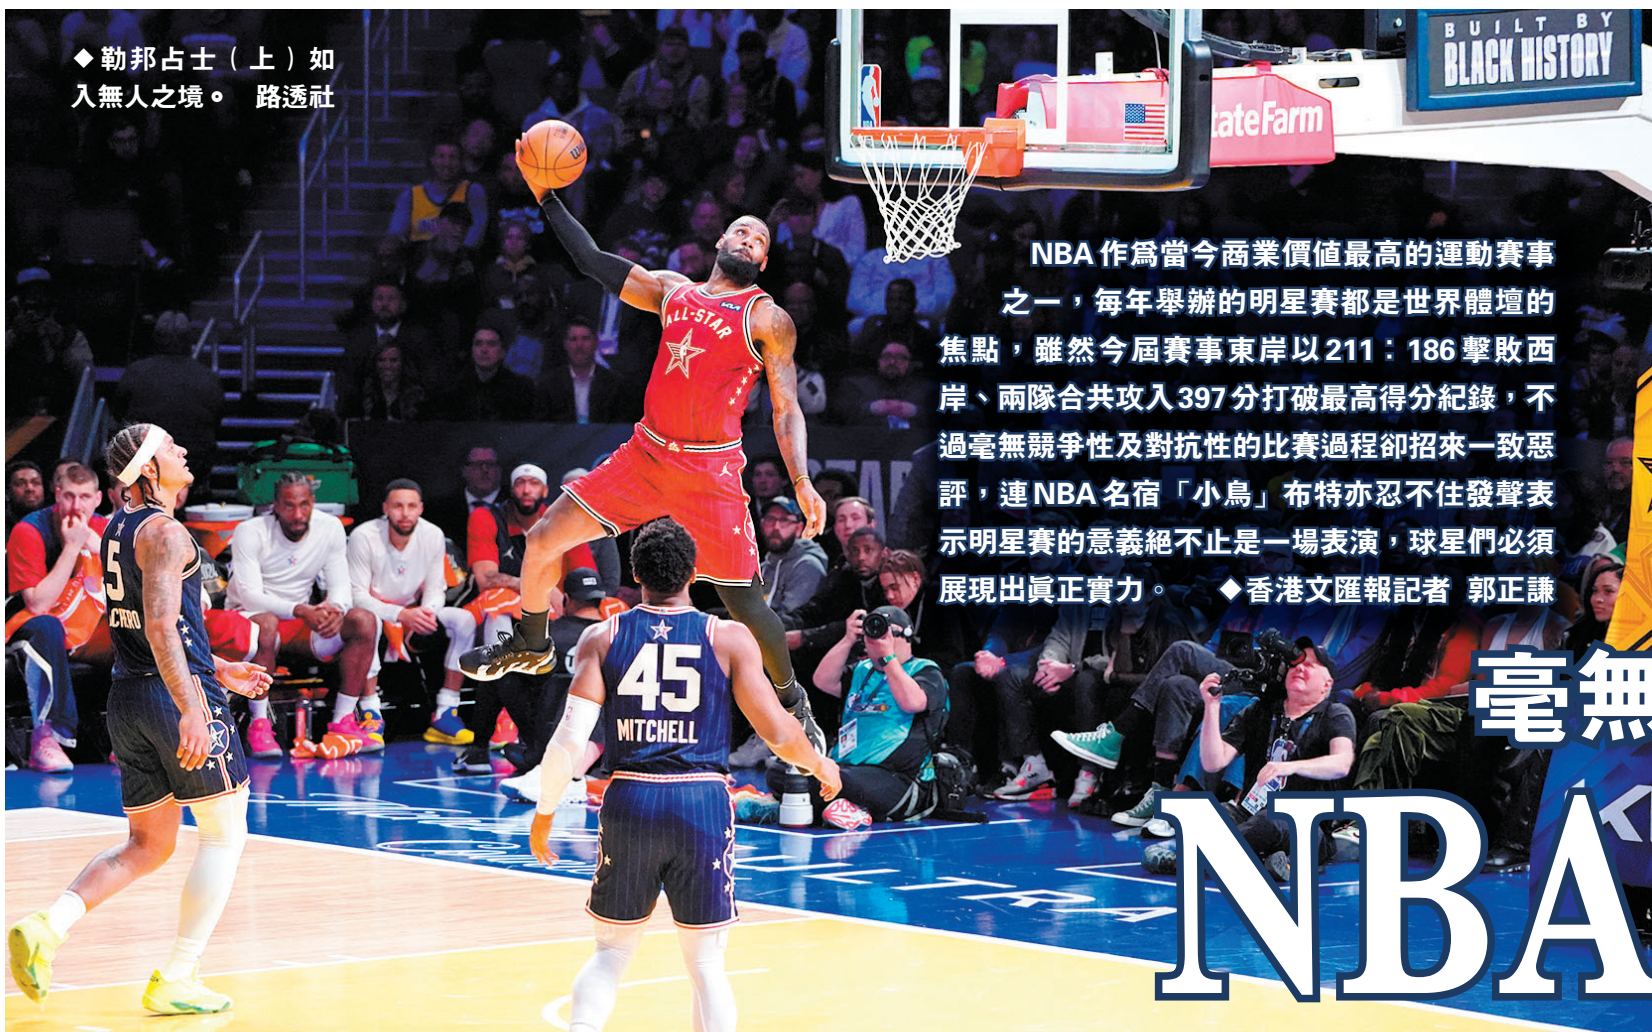 ◆勒邦占士（上）如
入無人之境。 路透社
BUILT BY
BLACK HISTORY
StateFarm
NBA作為當今商業價值最高的運動賽事
之一，每年舉辦的明星賽都是世界體壇的
焦點，雖然今屆賽事東岸以211：186擊敗西
岸、兩隊合共攻入397分打破最高得分紀錄，不
過毫無競爭性及對抗性的比賽過程卻招來一致惡
評，連NBA名宿「小鳥」布特亦忍不住發聲表
示明星賽的意義絕不止是一場表演，球星們必須
展現出真正實力。 ◆香港文匯報記者 郭正謙
ALL-STAR
5
45
MITCHELL
毫無
NBA